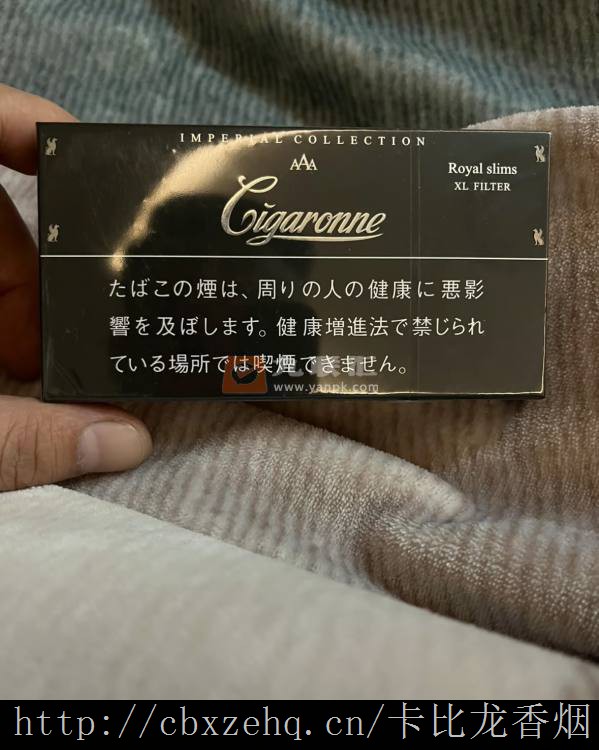 IMPERIAL COLLECTION
AAA
Royal slims
XL FILTER
Cigaronne
たばこの煙は、周りの人の健康に悪影
響を及ぼします。健康増進法で禁じられ
ている場所では喫煙できません。
www.yanpk.com
http://cbxzehq.cn/卡比龙香烟